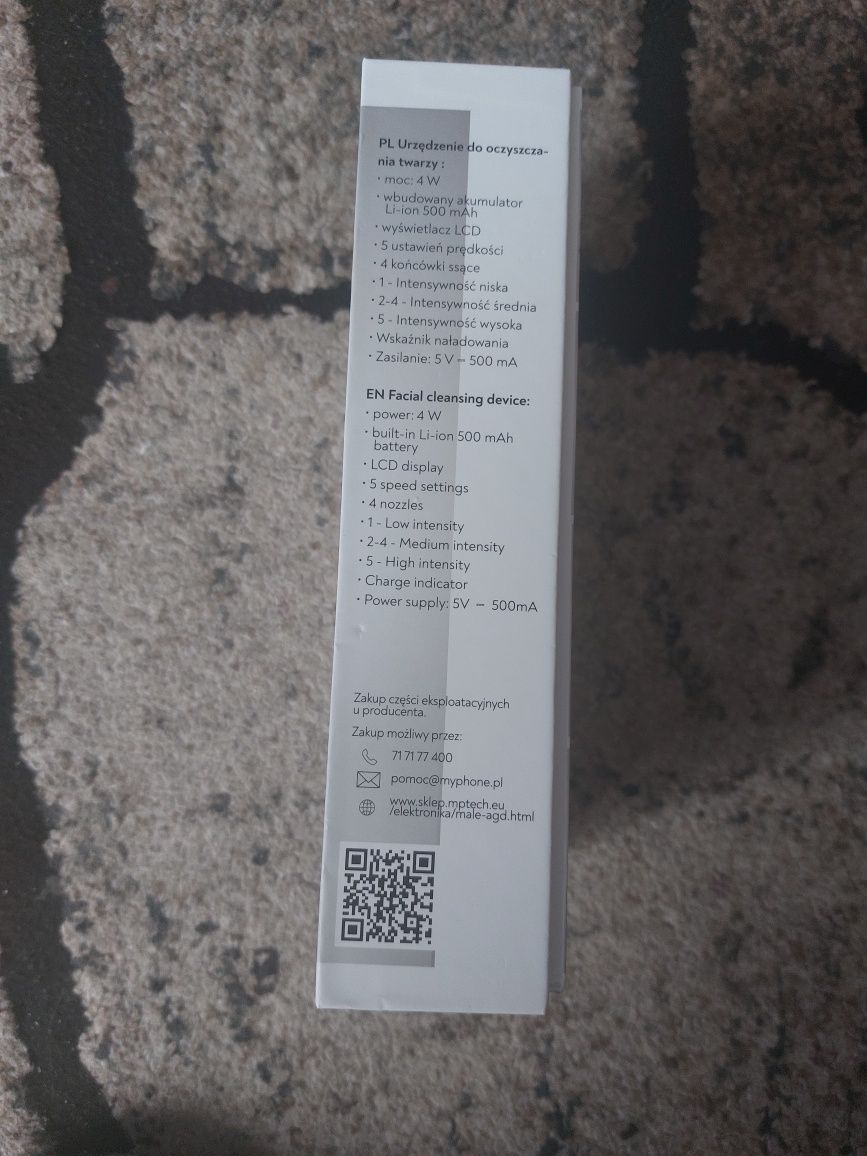 PL Urzędzenie do oczyszcza-
nia twarzy :
• moc: 4 W
• wbudowany akumulator
Li-ion 500 mAh
• wyświetlacz LCD
• 5 ustawień prędkości
• 4 końcówki ssące
• 1 - Intensywność niska
• 2-4 - Intensywność średnia
• 5 - Intensywność wysoka
• Wskaźnik naładowania
• Zasilanie: 5 V ⎓ 500 mA
EN Facial cleansing device:
• power: 4 W
• built-in Li-ion 500 mAh
battery
• LCD display
• 5 speed settings
• 4 nozzles
• 1 - Low intensity
• 2-4 - Medium intensity
• 5 - High intensity
• Charge indicator
• Power supply: 5V ⎓ 500mA
Zakup części eksploatacyjnych
u producenta.
Zakup możliwy przez:
71 71 77 400
pomoc@myphone.pl
www.sklep.mptech.eu
/elektronika/male-agd.html